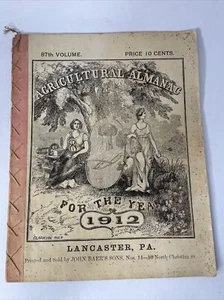 87th VOLUME. PRICE 10 CENTS.
AGRICULTURAL ALMANAC
FOR THE YEAR
1912
LANCASTER, PA.
Printed and Sold by JOHN BAER'S SONS, Nos. North Christian